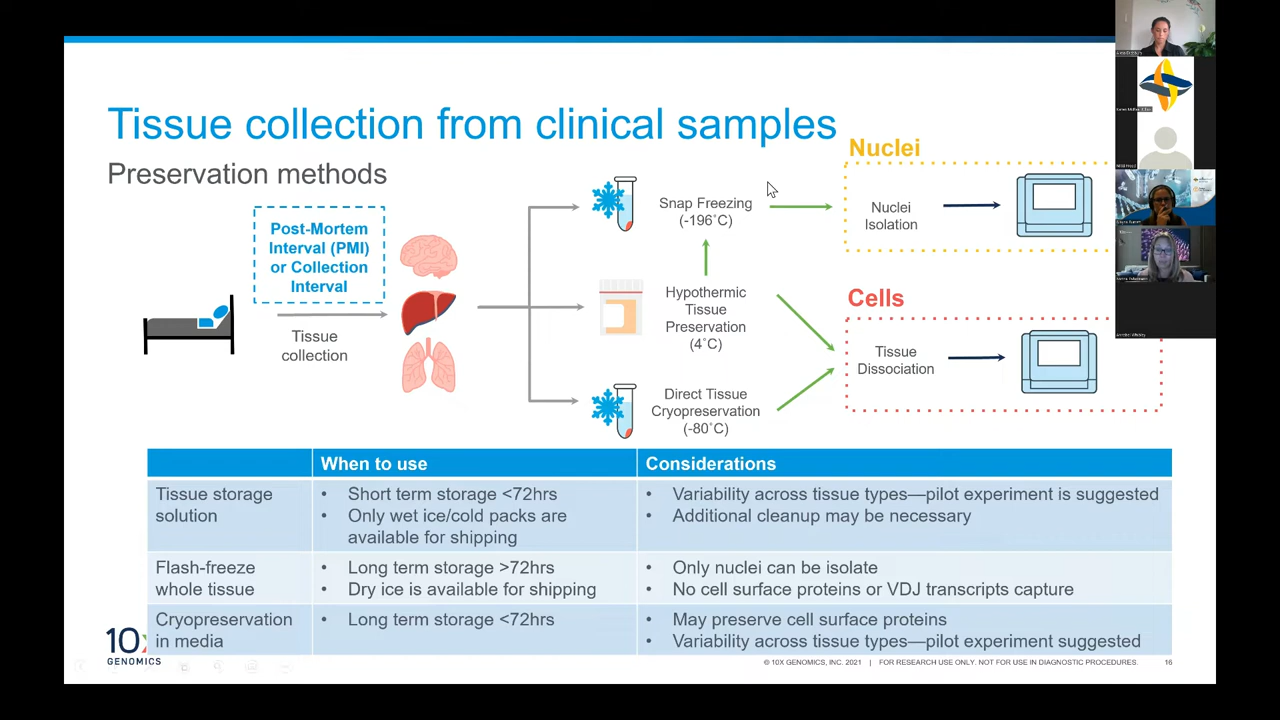 Tissue collection from clinical samples
Preservation methods
Post-Mortem
Interval (PMI)
or Collection
Interval
Tissue
collection
Snap Freezing
(-196˚C)
Hypothermic
Tissue
Preservation
(4˚C)
Direct Tissue
Cryopreservation
(-80˚C)
Nuclei
Nuclei
Isolation
Cells
Tissue
Dissociation
When to use
Considerations
Tissue storage
solution
• Short term storage <72hrs
• Only wet ice/cold packs are
available for shipping
• Variability across tissue types—pilot experiment is suggested
• Additional cleanup may be necessary
Flash-freeze
whole tissue
• Long term storage >72hrs
• Dry ice is available for shipping
• Only nuclei can be isolate
• No cell surface proteins or VDJ transcripts capture
Cryopreservation
in media
• Long term storage <72hrs
• May preserve cell surface proteins
• Variability across tissue types—pilot experiment suggested
10x
GENOMICS
© 10X GENOMICS, INC. 2021 | FOR RESEARCH USE ONLY. NOT FOR USE IN DIAGNOSTIC PROCEDURES.
16